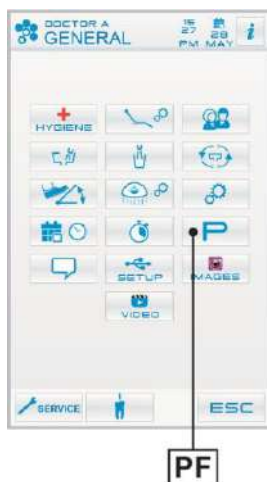 DOCTOR A
GENERAL
15 27 PM
28 MAY
i
HYGIENE
P
SETUP
IMAGES
VIDEO
SERVICE
ESC
PF